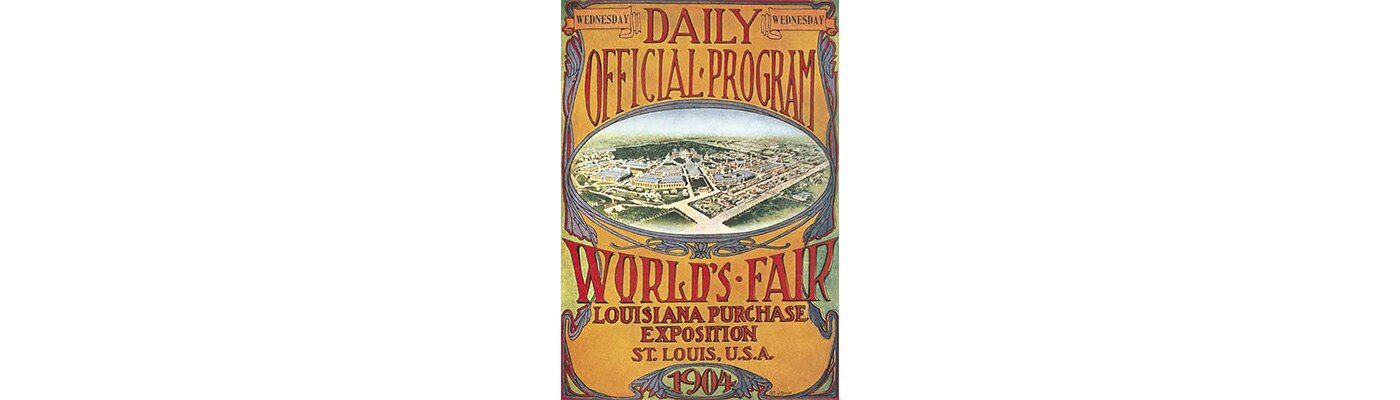 WEDNESDAY
DAILY
WEDNESDAY
OFFICIAL·PROGRAM
WORLD'S·FAIR
LOUISIANA PURCHASE
EXPOSITION
ST. LOUIS, U.S.A.
1904